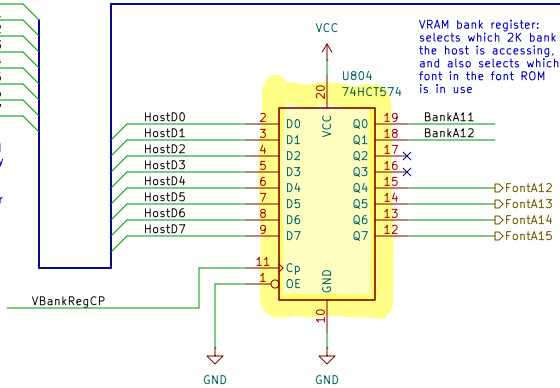 VRAM bank register:
selects which 2K bank
the host is accessing,
and also selects which
font in the font ROM
is in use
VCC
U804
74HCT574
20
VCC
HostD0 2 D0 Q0 19 BankA11
HostD1 3 D1 Q1 18 BankA12
HostD2 4 D2 Q2 17
HostD3 5 D3 Q3 16
HostD4 6 D4 Q4 15 FontA12
HostD5 7 D5 Q5 14 FontA13
HostD6 8 D6 Q6 13 FontA14
HostD7 9 D7 Q7 12 FontA15
11 Cp
1 OE
GND
VBankRegCP
10
GND
GND